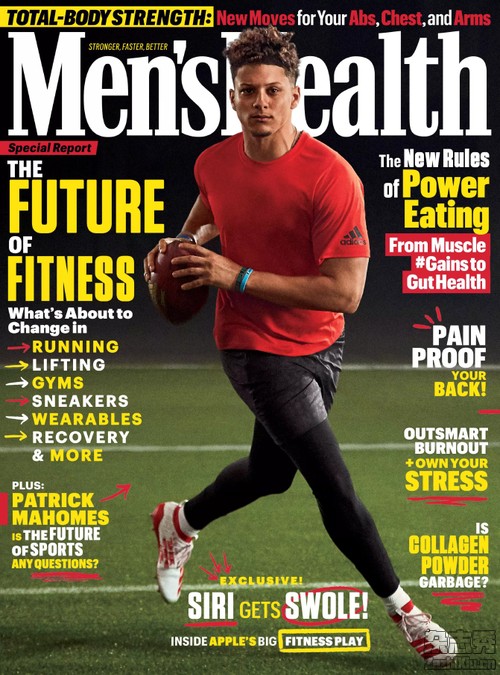 TOTAL-BODY STRENGTH: New Moves for Your Abs, Chest, and Arms
STRONGER, FASTER, BETTER
Men'sHealth
Special Report
THE
FUTURE
OF
FITNESS
What's About to
Change in
RUNNING
LIFTING
GYMS
SNEAKERS
WEARABLES
RECOVERY
& MORE
PLUS:
PATRICK
MAHOMES
IS THE FUTURE
OF SPORTS
ANY QUESTIONS?
The New Rules
of Power
Eating
From Muscle
#Gains to
Gut Health
PAIN
PROOF
YOUR
BACK!
OUTSMART
BURNOUT
+OWN YOUR
STRESS
IS
COLLAGEN
POWDER
GARBAGE?
adidas
EXCLUSIVE!
SIRI GETS SWOLE!
INSIDE APPLE'S BIG FITNESS PLAY